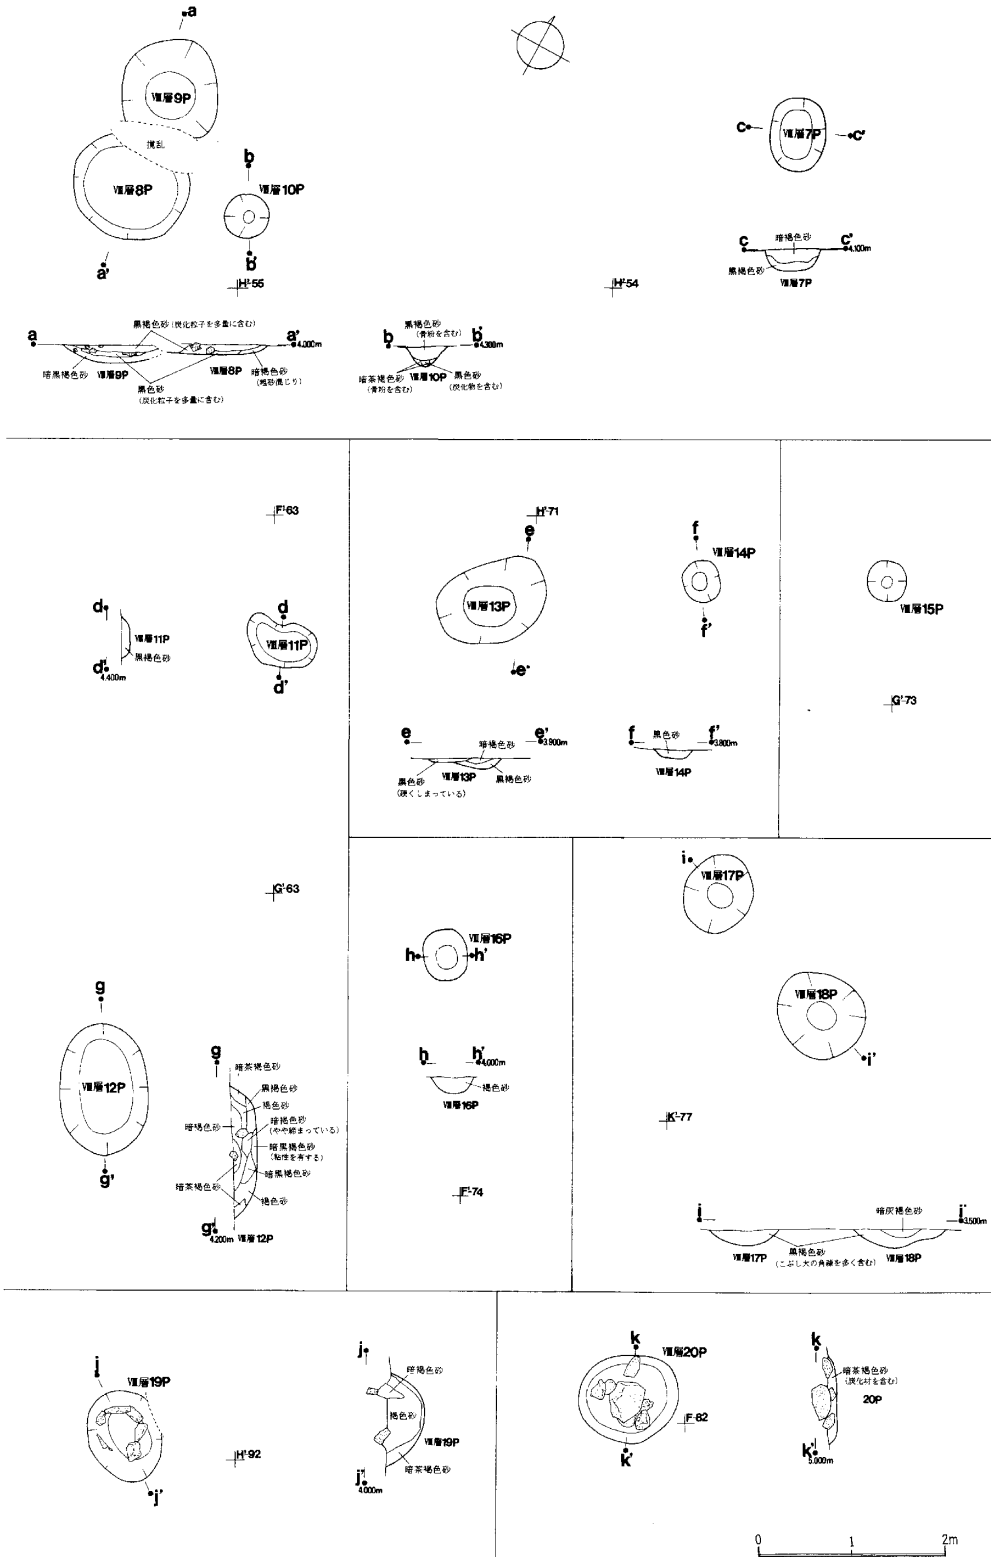 a
Ⅷ層9P
攪乱
Ⅷ層8P
b
Ⅷ層10P
a'
b'
H²-55
c
Ⅷ層7P
c'
H²-54
暗褐色砂
c
c'
4.100m
黒褐色砂
Ⅷ層7P
黒褐色砂(炭化粒子を多量に含む)
a
a'
4.000m
暗黒褐色砂
Ⅷ層9P
Ⅷ層8P
暗褐色砂
(粗砂混じり)
黒色砂
(炭化粒子を多量に含む)
黒褐色砂
(骨粉を含む)
b
b'
4.300m
暗茶褐色砂
(骨粉を含む)
Ⅷ層10P
黒色砂
(炭化物を含む)
F¹-63
d
Ⅷ層11P
黒褐色砂
d'
4.400m
d
Ⅷ層11P
d'
H¹-71
e
Ⅷ層13P
e'
f
Ⅷ層14P
f'
e
e'
3.900m
暗褐色砂
黒色砂
(硬くしまっている)
Ⅷ層13P
黒褐色砂
f
f'
3.800m
黒色砂
Ⅷ層14P
Ⅷ層15P
G¹-73
G¹-63
g
Ⅷ層12P
g'
g
暗茶褐色砂
黒褐色砂
褐色砂
暗褐色砂
暗褐色砂
(やや締まっている)
暗黒褐色砂
(粘性を有する)
暗黒褐色砂
暗茶褐色砂
褐色砂
g'
4.200m
Ⅷ層12P
Ⅷ層16P
h
h'
h
h'
4.000m
褐色砂
Ⅷ層16P
F¹-74
i
Ⅷ層17P
Ⅷ層18P
i'
K¹-77
i
i'
3.500m
暗灰褐色砂
Ⅷ層17P
黒褐色砂
(こぶし大の角礫を多く含む)
Ⅷ層18P
j
Ⅷ層19P
j'
H¹-92
j
暗褐色砂
褐色砂
Ⅷ層19P
暗茶褐色砂
j'
4.000m
k
Ⅷ層20P
k'
F-82
k
暗茶褐色砂
(炭化材を含む)
20P
k'
5.000m
0 1 2m